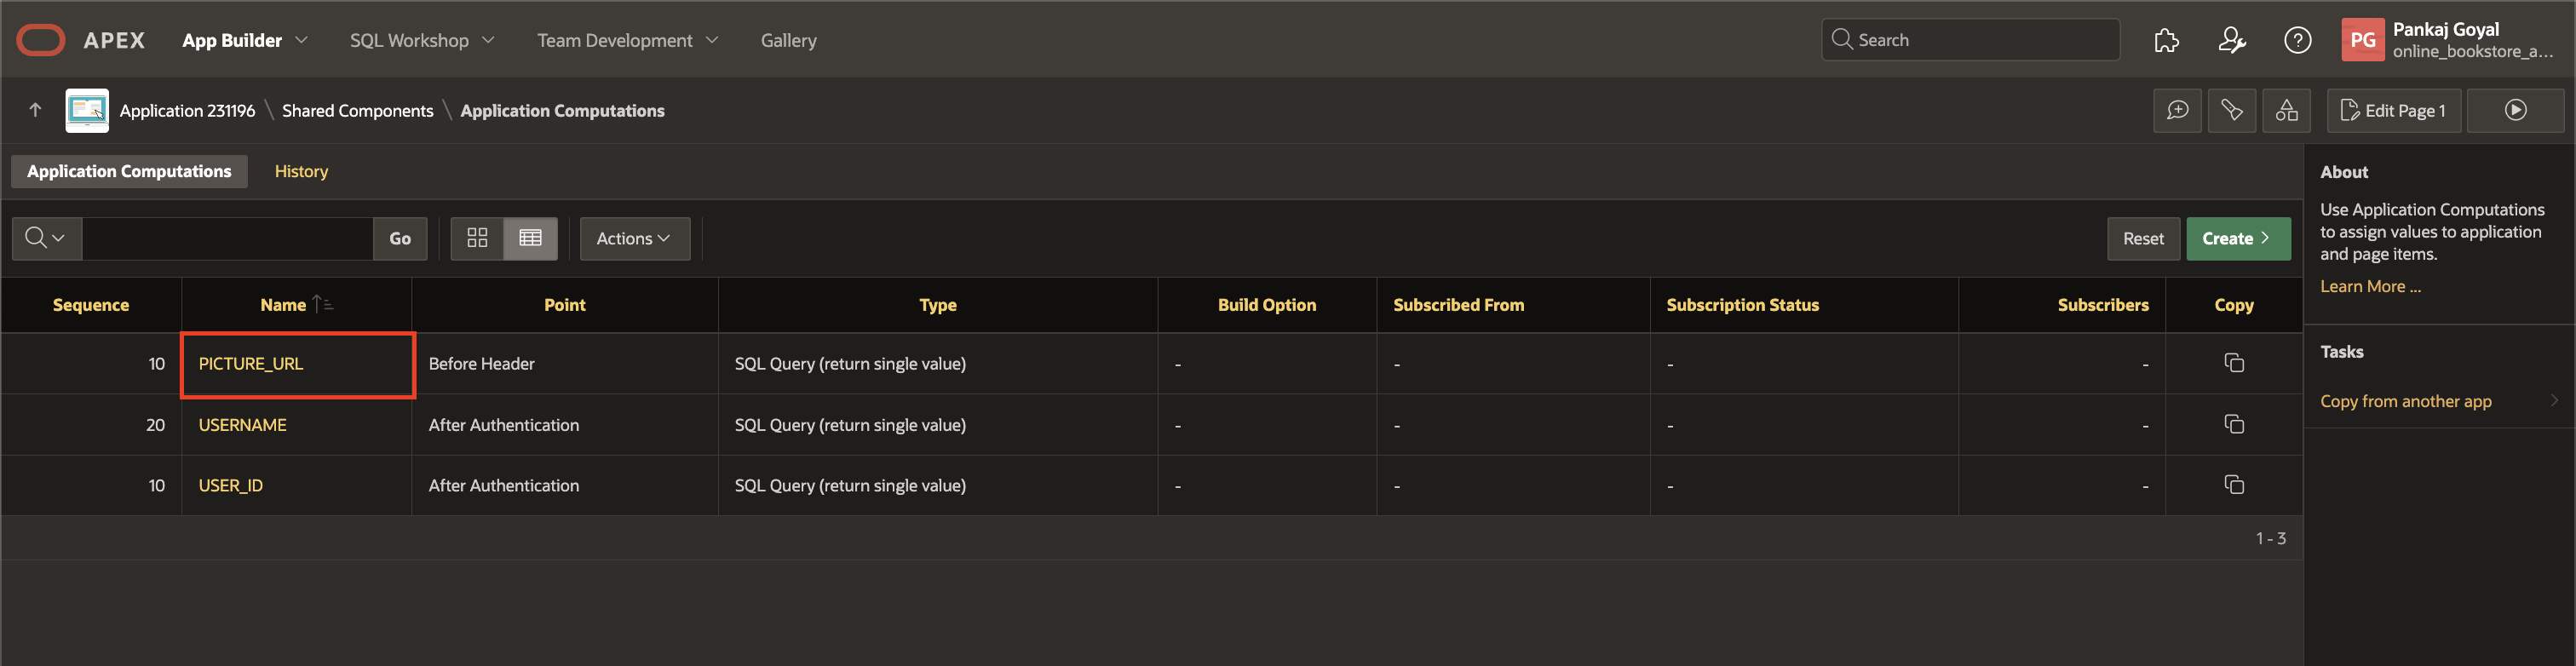 APEX App Builder SQL Workshop Team Development Gallery Search PG Pankaj Goyal
online_bookstore_a...
Application 231196 \ Shared Components \ Application Computations Edit Page 1
Application Computations History
Go Actions Reset Create
Sequence Name Point Type Build Option Subscribed From Subscription Status Subscribers Copy
10 PICTURE_URL Before Header SQL Query (return single value) - - - -
20 USERNAME After Authentication SQL Query (return single value) - - - -
10 USER_ID After Authentication SQL Query (return single value) - - - -
1 - 3
About
Use Application Computations
to assign values to application
and page items.
Learn More ...
Tasks
Copy from another app